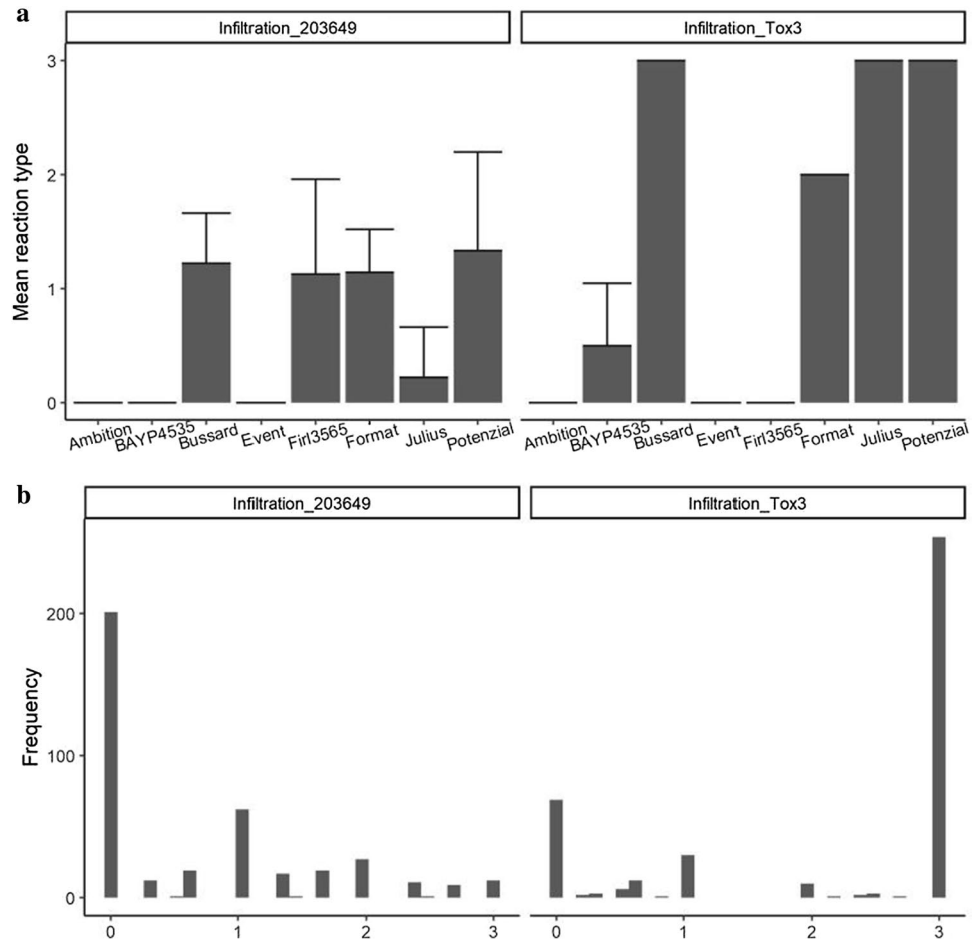 a
Infiltration_203649 Infiltration_Tox3
Mean reaction type
3
2
1
0
Ambition BAYP4535 Bussard Event Firl3565 Format Julius Potenzial Ambition BAYP4535 Bussard Event Firl3565 Format Julius Potenzial
b
Infiltration_203649 Infiltration_Tox3
Frequency
200
100
0
0 1 2 3 0 1 2 3